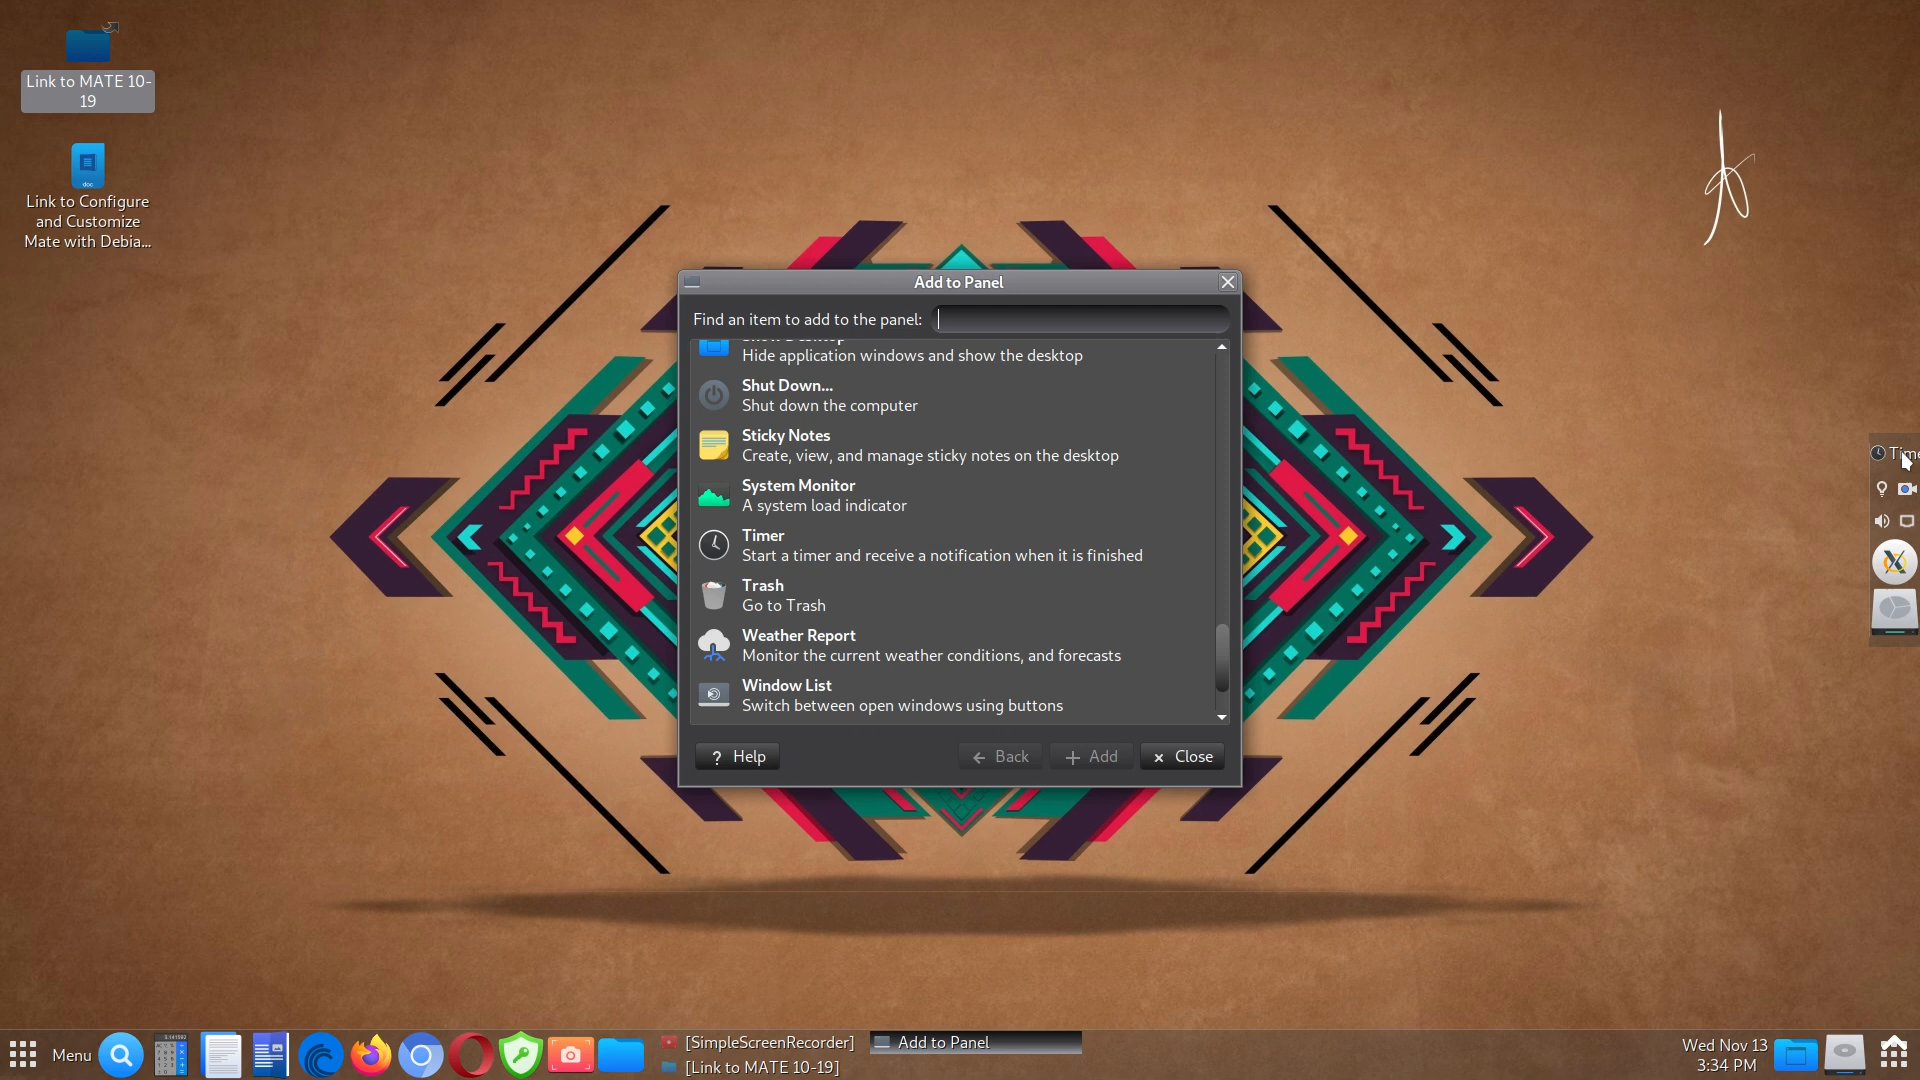 Link to MATE 10-
19
Link to Configure
and Customize
Mate with Debia...
Add to Panel
Find an item to add to the panel:
Show Desktop
Hide application windows and show the desktop
Shut Down...
Shut down the computer
Sticky Notes
Create, view, and manage sticky notes on the desktop
System Monitor
A system load indicator
Timer
Start a timer and receive a notification when it is finished
Trash
Go to Trash
Weather Report
Monitor the current weather conditions, and forecasts
Window List
Switch between open windows using buttons
? Help
Back
Add
Close
Time
Menu
[SimpleScreenRecorder]
[Link to MATE 10-19]
Add to Panel
Wed Nov 13
3:34 PM